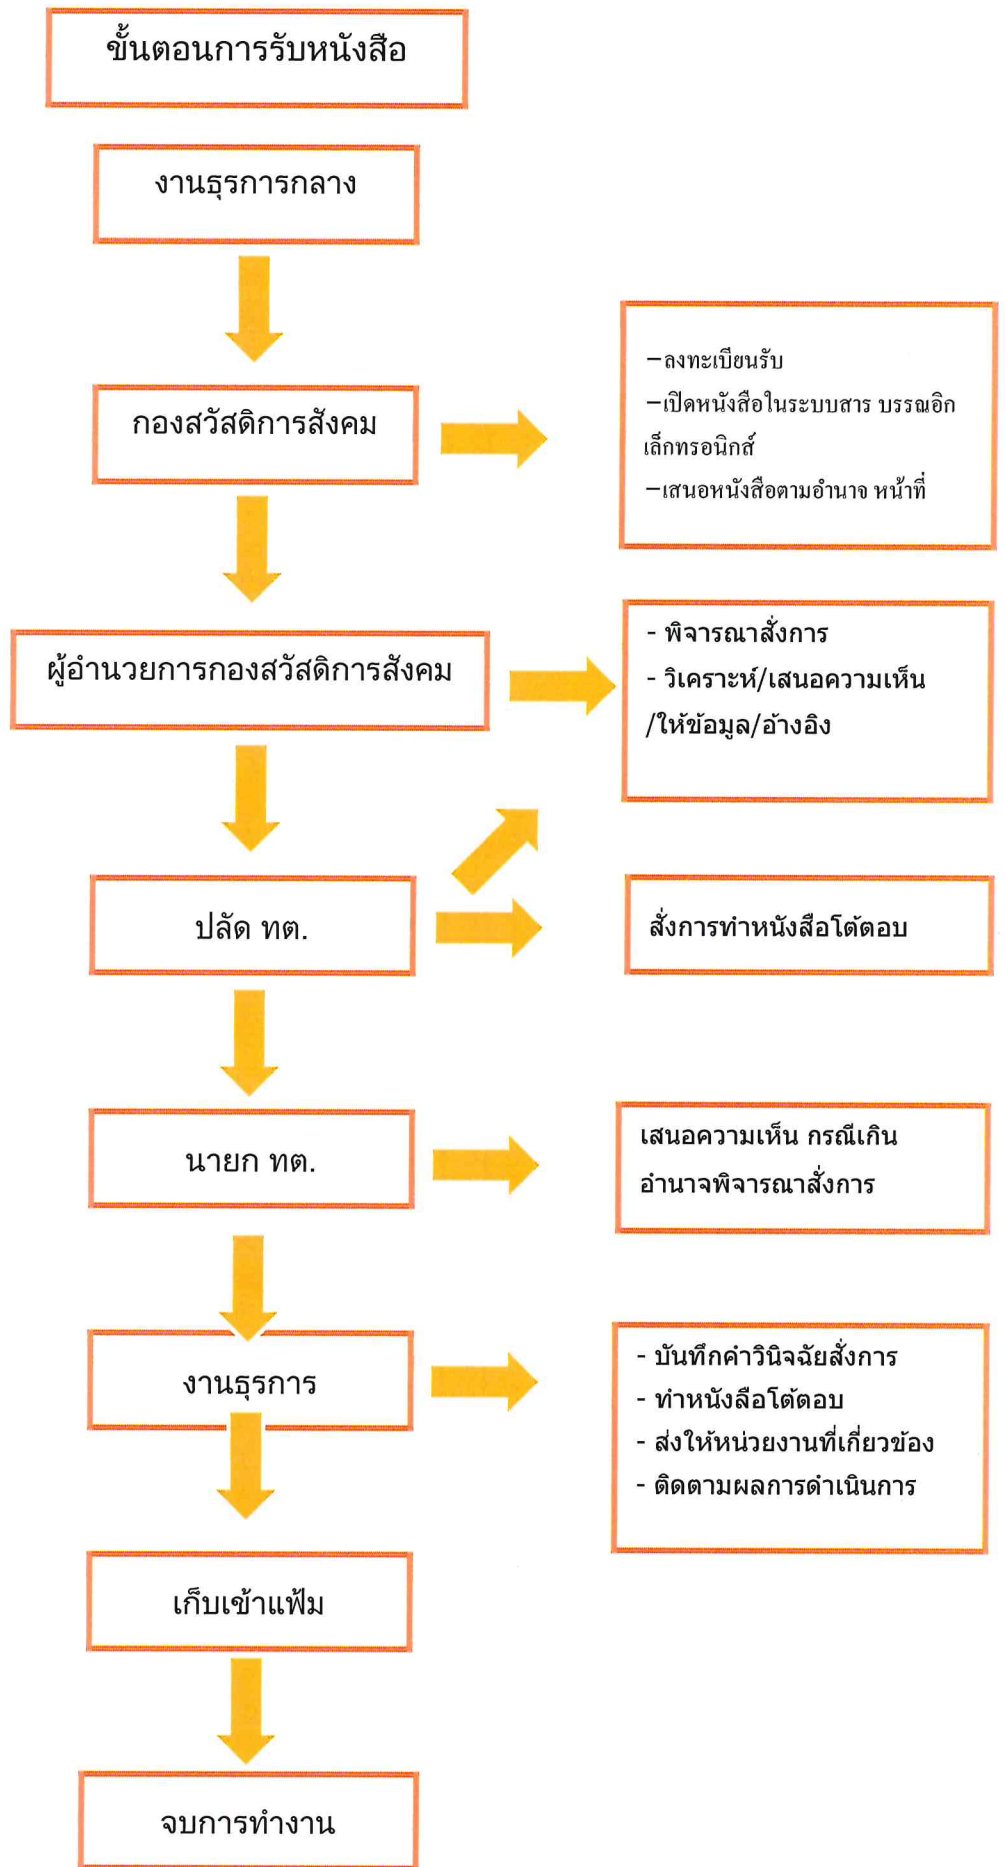 ขั้นตอนการรับหนังสือ
งานธุรการกลาง
กองสวัสดิการสังคม
–ลงทะเบียนรับ
–เปิดหนังสือในระบบสาร บรรณอิก
เล็กทรอนิกส์
–เสนอหนังสือตามอำนาจ หน้าที่
ผู้อำนวยการกองสวัสดิการสังคม
- พิจารณาสั่งการ
- วิเคราะห์/เสนอความเห็น
/ให้ข้อมูล/อ้างอิง
ปลัด ทต.
สั่งการทำหนังสือโต้ตอบ
นายก ทต.
เสนอความเห็น กรณีเกิน
อำนาจพิจารณาสั่งการ
งานธุรการ
- บันทึกคำวินิจฉัยสั่งการ
- ทำหนังลือโต้ตอบ
- ส่งให้หน่วยงานที่เกี่ยวข้อง
- ติดตามผลการดำเนินการ
เก็บเข้าแฟ้ม
จบการทำงาน